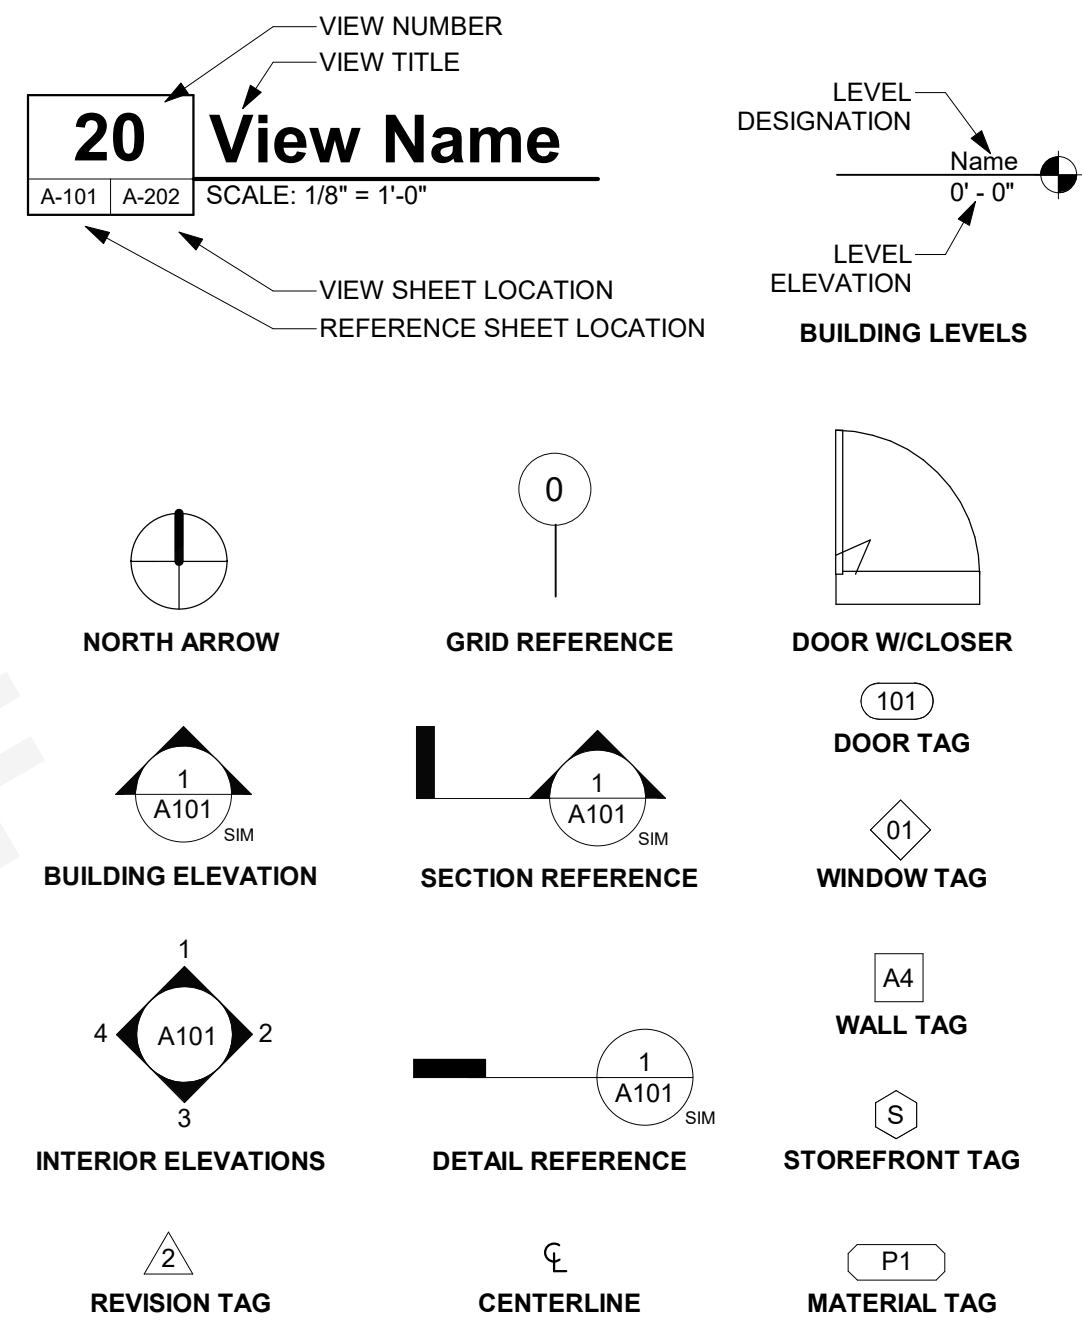 VIEW NUMBER
VIEW TITLE
20 View Name
A-101 A-202 SCALE: 1/8" = 1'-0"
VIEW SHEET LOCATION
REFERENCE SHEET LOCATION
LEVEL
DESIGNATION
Name
0' - 0"
LEVEL
ELEVATION
BUILDING LEVELS
NORTH ARROW
0
GRID REFERENCE
DOOR W/CLOSER
101
DOOR TAG
1
A101
SIM
BUILDING ELEVATION
1
A101
SIM
SECTION REFERENCE
01
WINDOW TAG
1
4 A101 2
3
INTERIOR ELEVATIONS
1
A101
SIM
DETAIL REFERENCE
A4
WALL TAG
S
STOREFRONT TAG
2
REVISION TAG
℄
CENTERLINE
P1
MATERIAL TAG